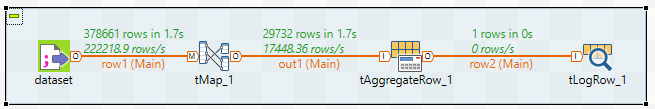 378661 rows in 1.7s
222218.9 rows/s
row1 (Main)
29732 rows in 1.7s
17448.36 rows/s
out1 (Main)
1 rows in 0s
0 rows/s
row2 (Main)
O
M
O
I
O
I
dataset
tMap_1
tAggregateRow_1
tLogRow_1